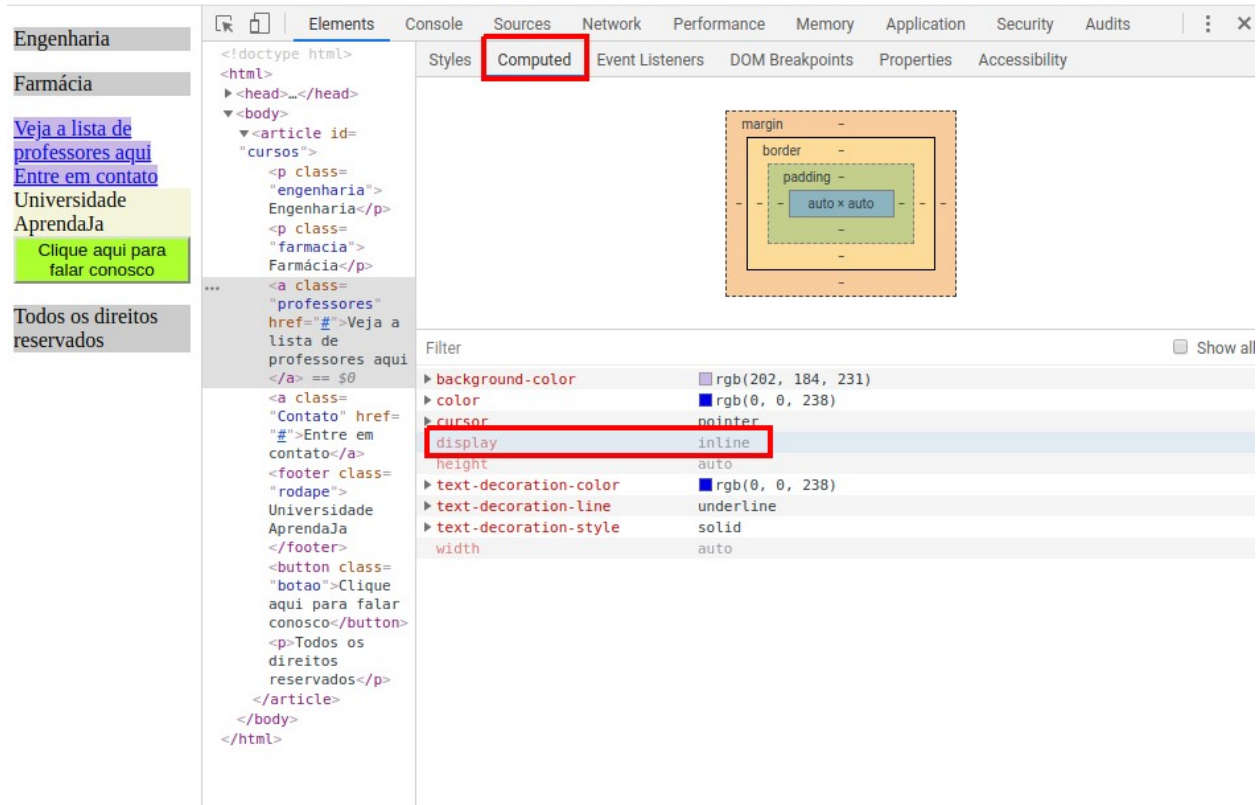 Engenharia
Farmácia
Veja a lista de
professores aqui
Entre em contato
Universidade
AprendaJa
Clique aqui para
falar conosco
Todos os direitos
reservados
Elements Console Sources Network Performance Memory Application Security Audits
<!doctype html>
<html>
▶<head>…</head>
▼<body>
▼<article id=
"cursos">
<p class=
"engenharia">
Engenharia</p>
<p class=
"farmacia">
Farmácia</p>
<a class=
"professores"
href="#">Veja a
lista de
professores aqui
</a> == $0
<a class=
"Contato" href=
"#">Entre em
contato</a>
<footer class=
"rodape">
Universidade
AprendaJa
</footer>
<button class=
"botao">Clique
aqui para falar
conosco</button>
<p>Todos os
direitos
reservados</p>
</article>
</body>
</html>
Styles Computed Event Listeners DOM Breakpoints Properties Accessibility
margin -
border -
padding -
- - - auto × auto - - -
-
-
-
Filter Show all
▶background-color rgb(202, 184, 231)
▶color rgb(0, 0, 238)
▶cursor pointer
display inline
height auto
▶text-decoration-color rgb(0, 0, 238)
▶text-decoration-line underline
▶text-decoration-style solid
width auto